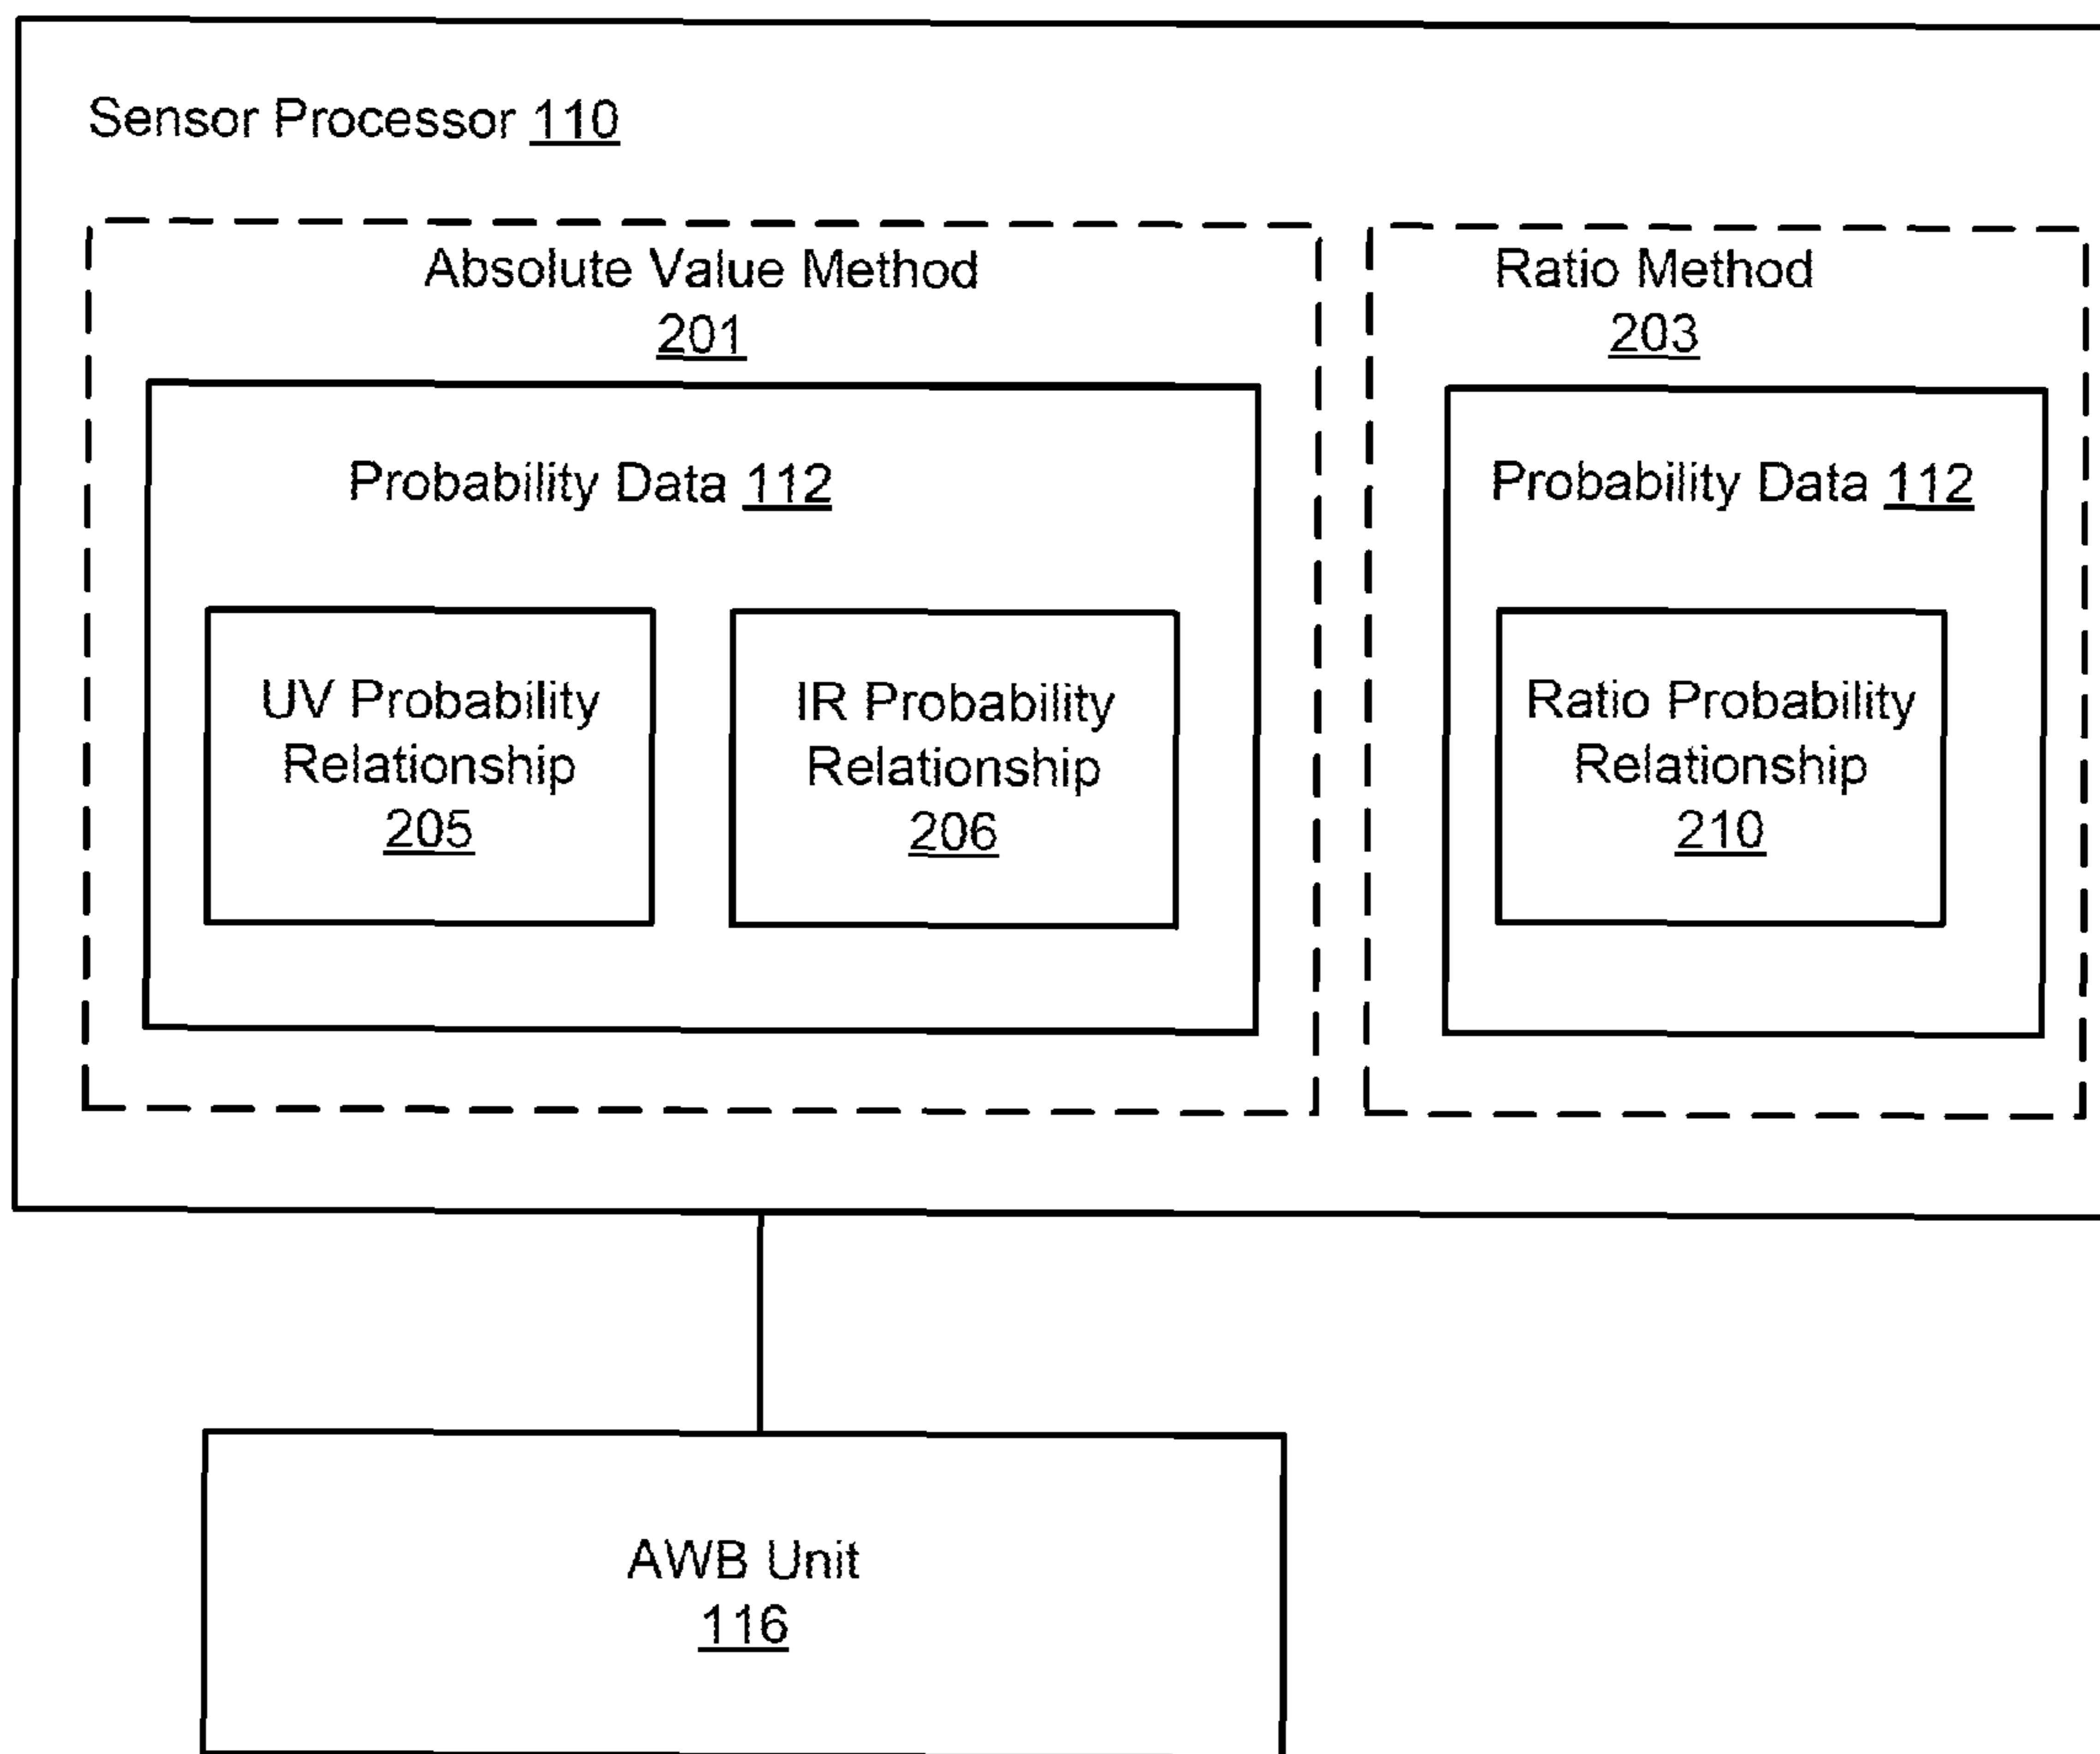 Sensor Processor 110
Absolute Value Method
201
Probability Data 112
UV Probability
Relationship
205
IR Probability
Relationship
206
Ratio Method
203
Probability Data 112
Ratio Probability
Relationship
210
AWB Unit
116